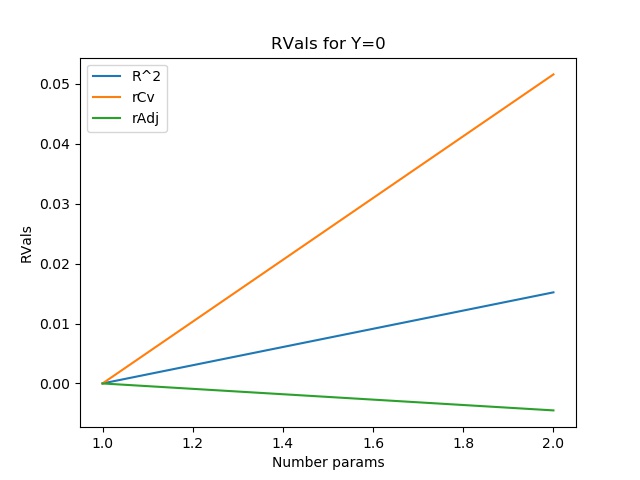 RVals for Y=0
R^2
rCv
rAdj
0.05
0.04
0.03
0.02
0.01
0.00
RVals
1.0 1.2 1.4 1.6 1.8 2.0
Number params